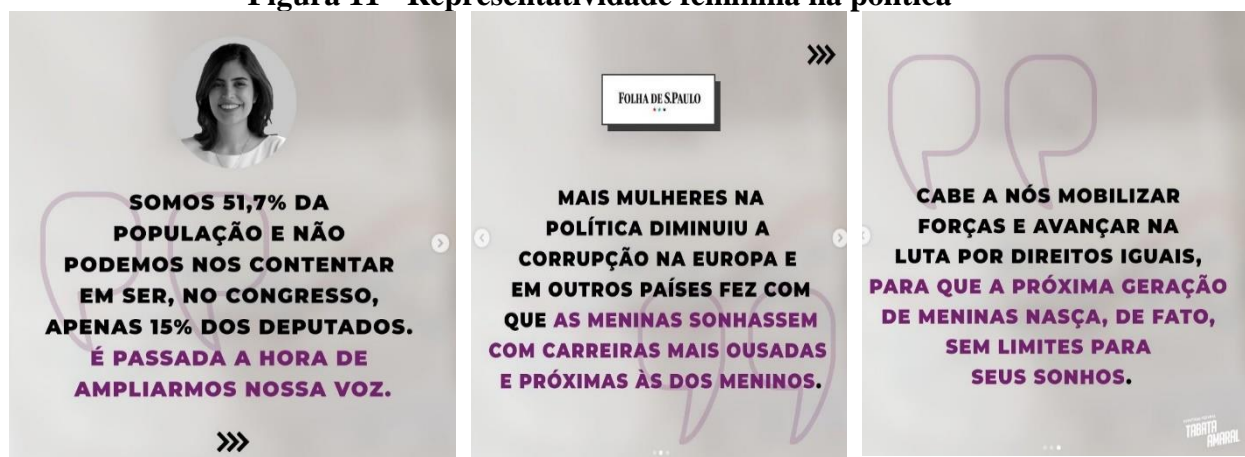 Figura 11 - Representatividade feminina na política
SOMOS 51,7% DA
POPULAÇÃO E NÃO
PODEMOS NOS CONTENTAR
EM SER, NO CONGRESSO,
APENAS 15% DOS DEPUTADOS.
É PASSADA A HORA DE
AMPLIARMOS NOSSA VOZ.
FOLHA DE S.PAULO
MAIS MULHERES NA
POLÍTICA DIMINUIU A
CORRUPÇÃO NA EUROPA E
EM OUTROS PAÍSES FEZ COM
QUE AS MENINAS SONHASSEM
COM CARREIRAS MAIS OUSADAS
E PRÓXIMAS ÀS DOS MENINOS.
CABE A NÓS MOBILIZAR
FORÇAS E AVANÇAR NA
LUTA POR DIREITOS IGUAIS,
PARA QUE A PRÓXIMA GERAÇÃO
DE MENINAS NASÇA, DE FATO,
SEM LIMITES PARA
SEUS SONHOS.
TABATA
AMARAL